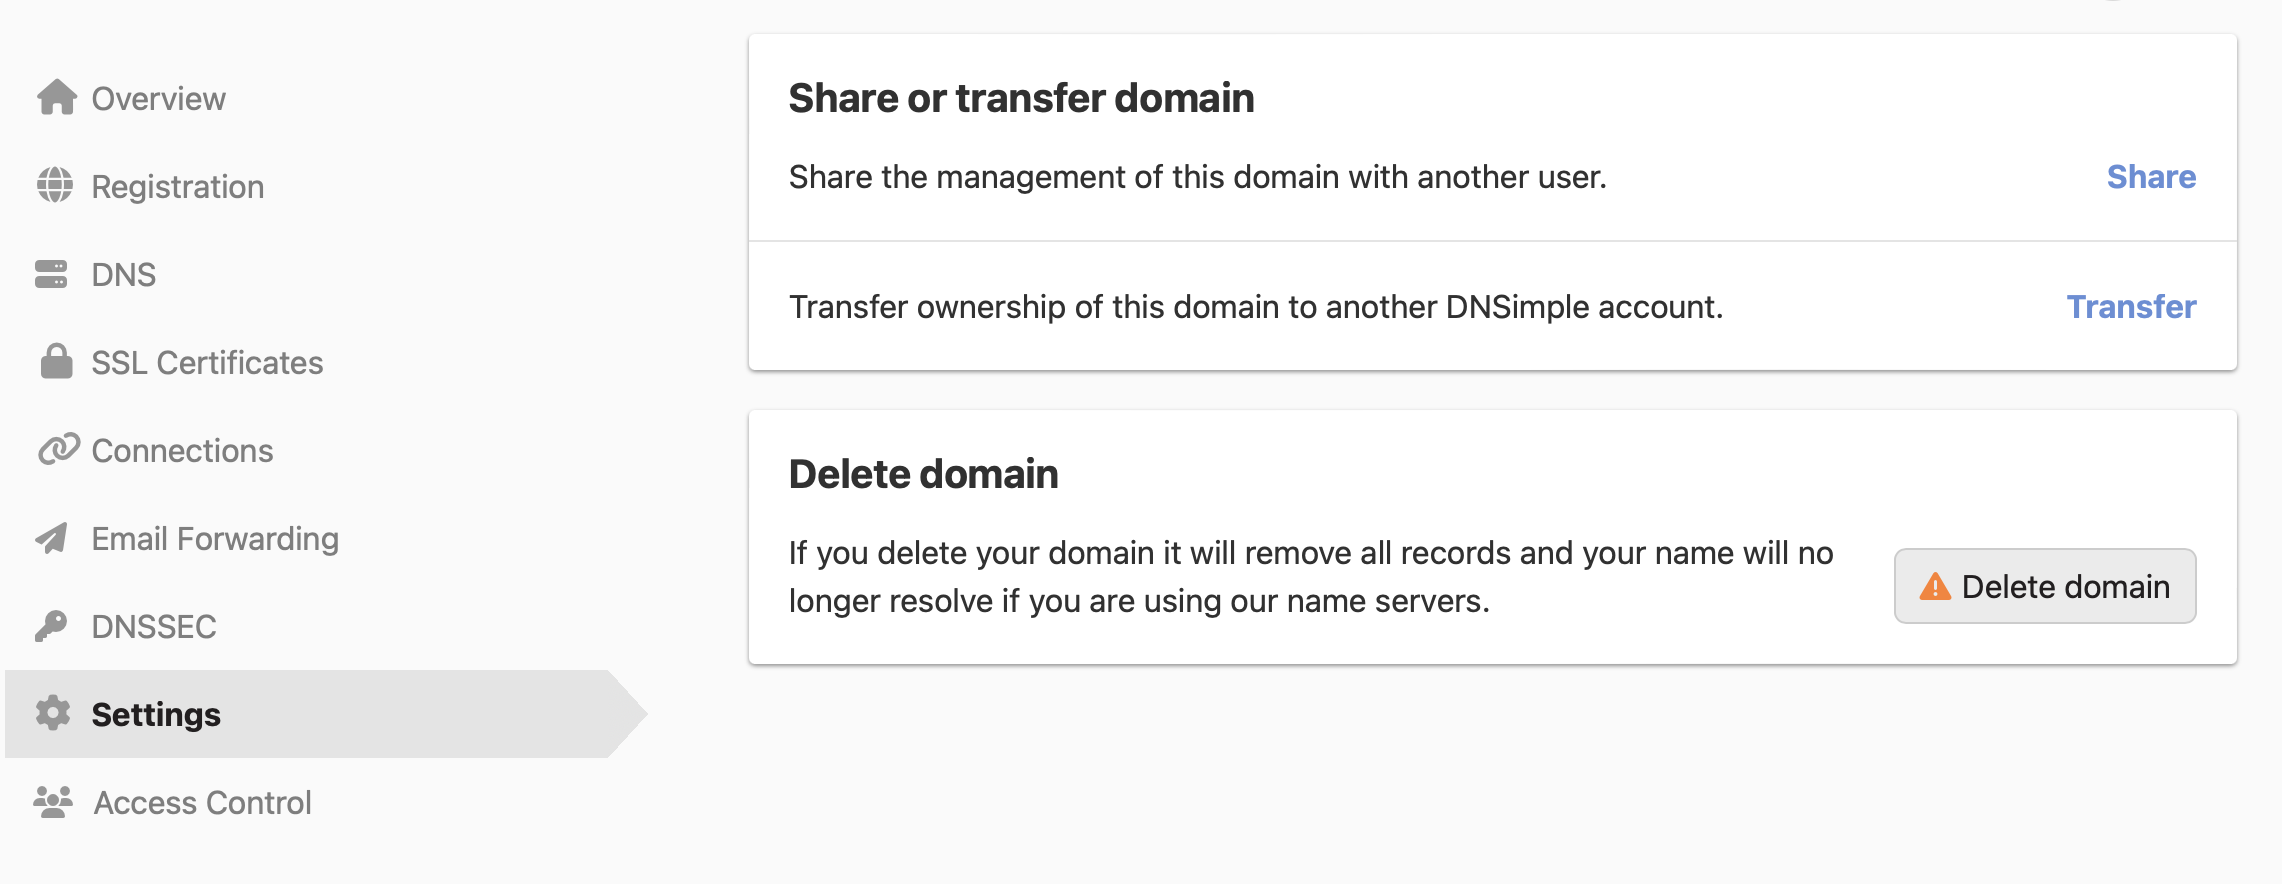 Overview
Registration
DNS
SSL Certificates
Connections
Email Forwarding
DNSSEC
Settings
Access Control
Share or transfer domain
Share the management of this domain with another user.
Share
Transfer ownership of this domain to another DNSimple account.
Transfer
Delete domain
If you delete your domain it will remove all records and your name will no
longer resolve if you are using our name servers.
Delete domain